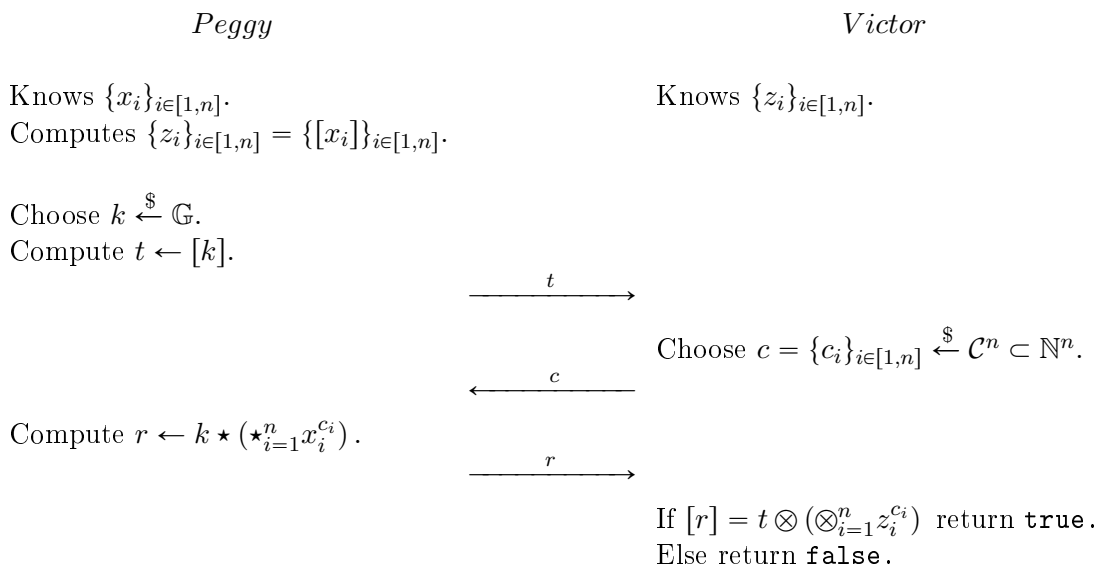 Peggy Victor
Knows {x_i}_{i∈[1,n]}. Knows {z_i}_{i∈[1,n]}.
Computes {z_i}_{i∈[1,n]} = {[x_i]}_{i∈[1,n]}.
Choose k $← 𝔾.
Compute t ← [k].
t
Choose c = {c_i}_{i∈[1,n]} $← 𝒞^n ⊂ ℕ^n.
c
Compute r ← k ⋆ (⋆_{i=1}^n x_i^{c_i}).
r
If [r] = t ⊗ (⊗_{i=1}^n z_i^{c_i}) return true.
Else return false.